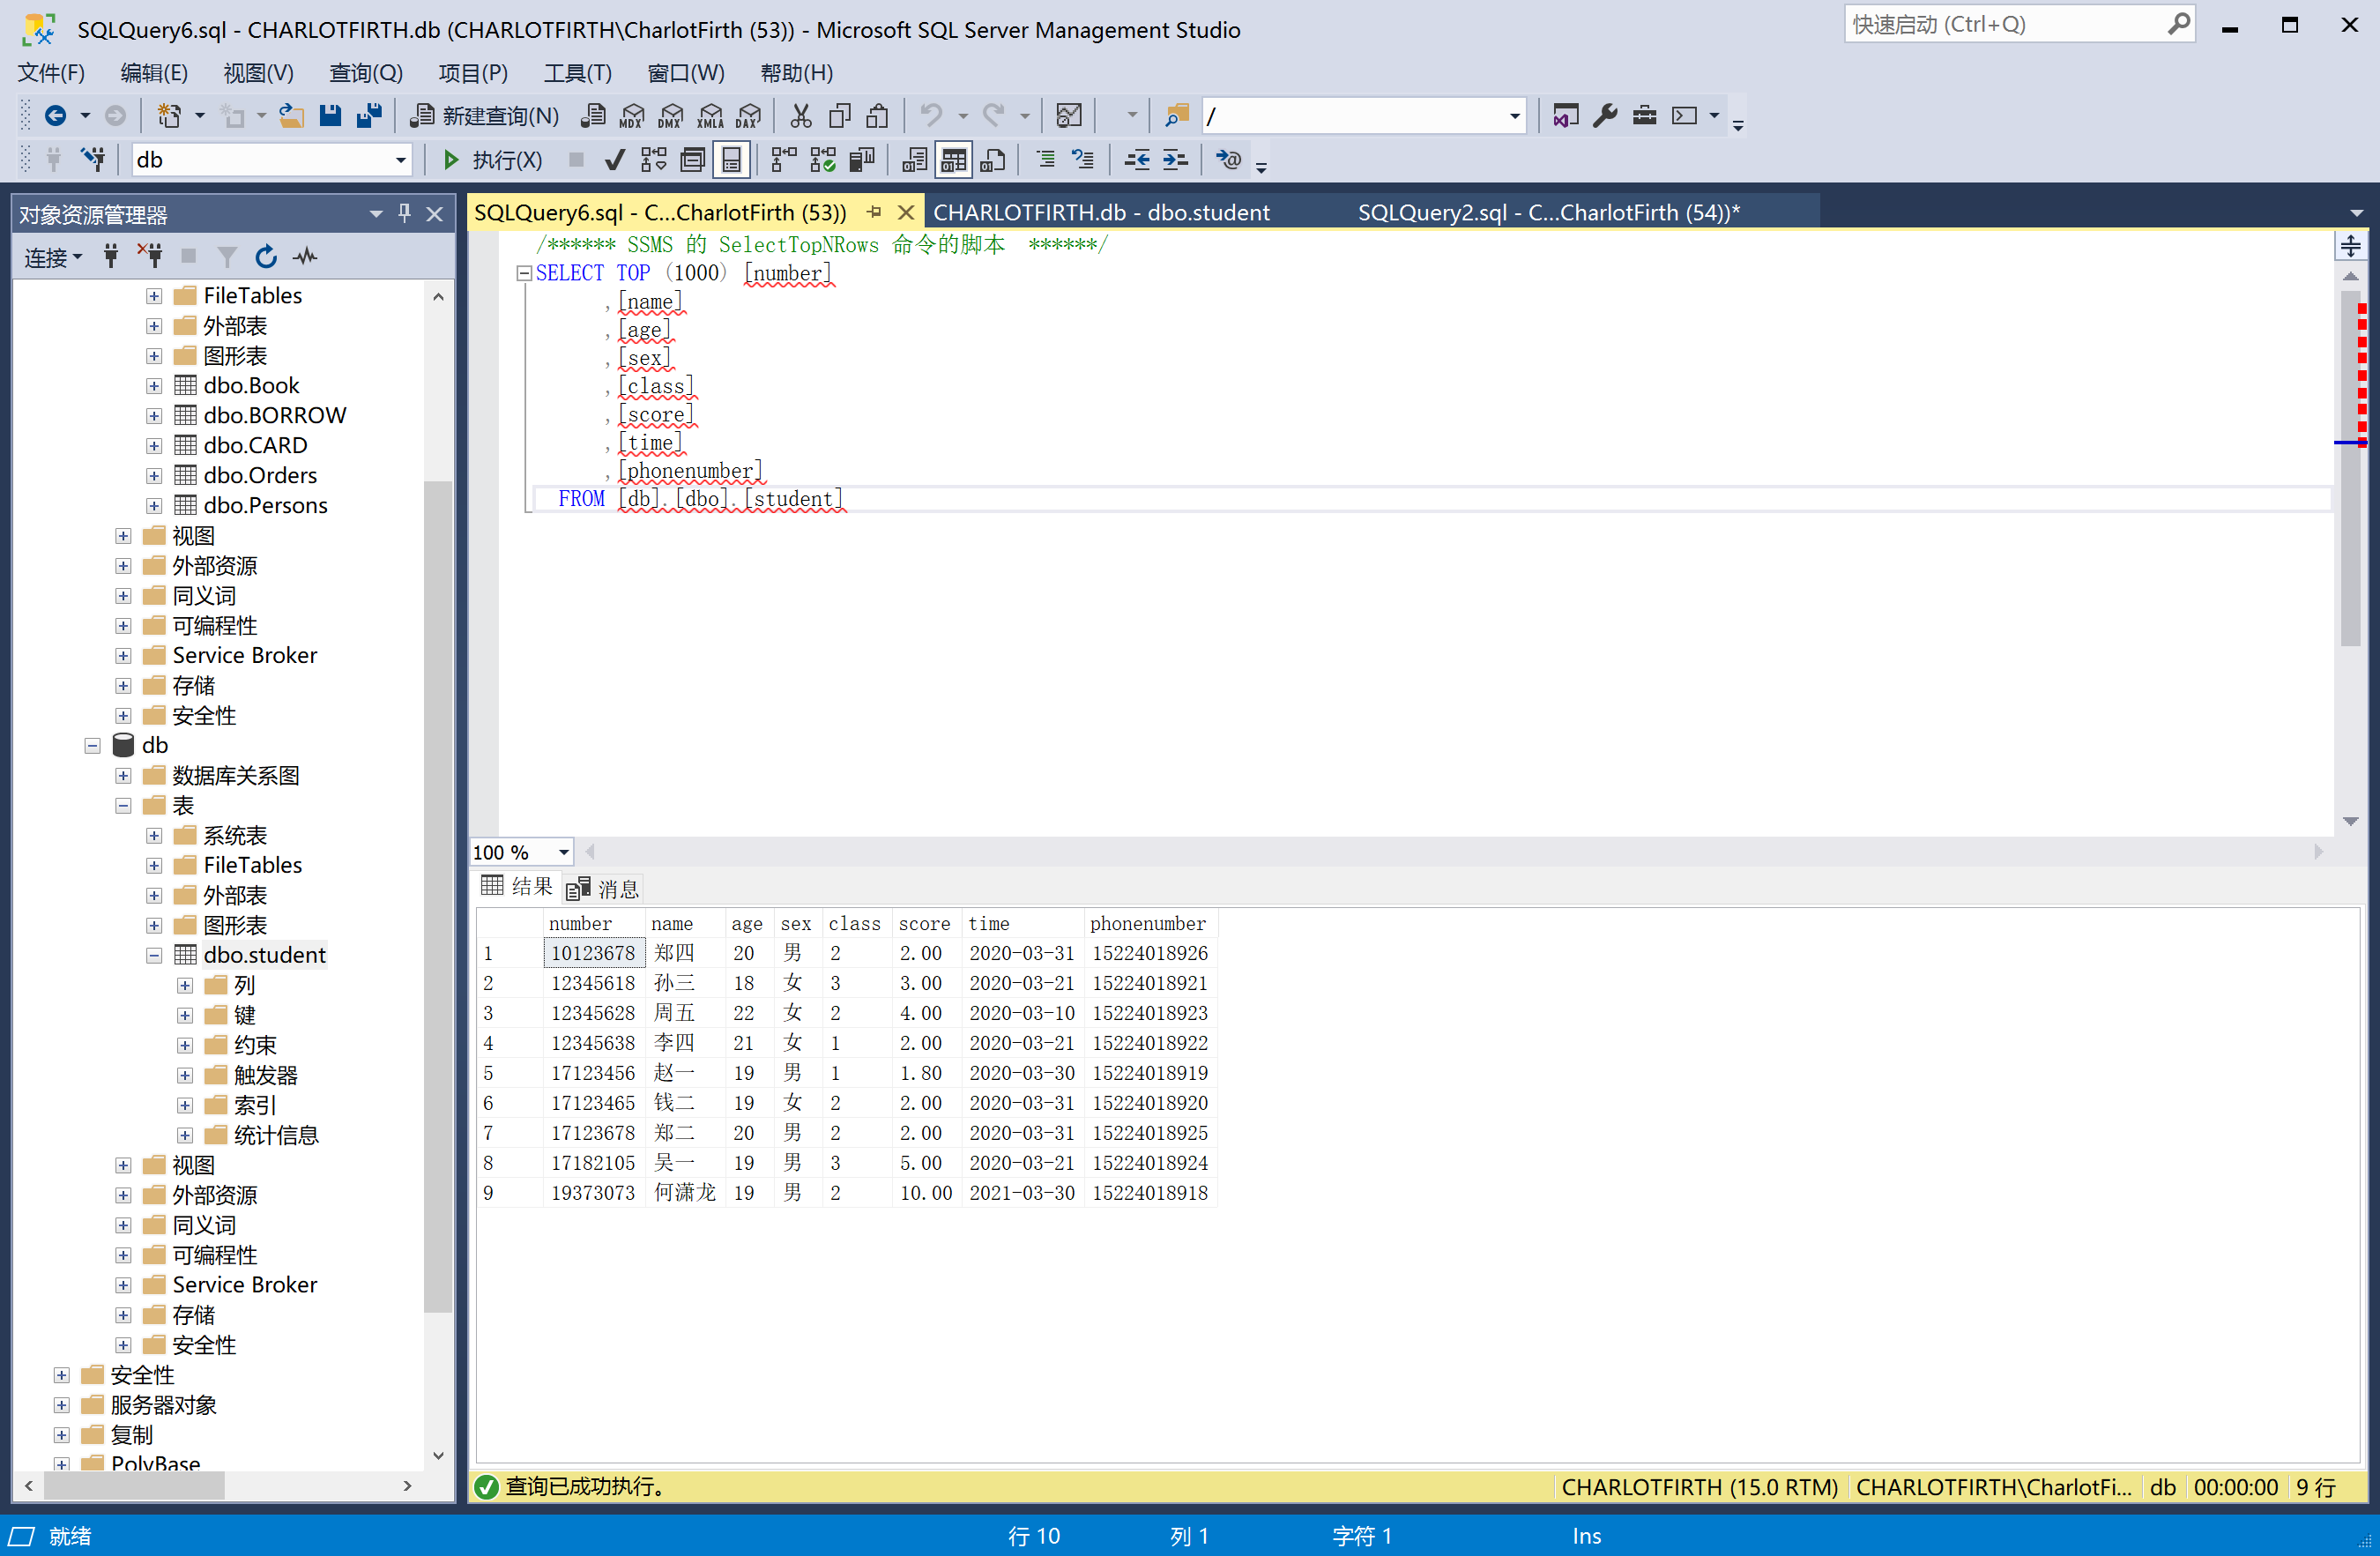 SQLQuery6.sql - CHARLOTFIRTH.db (CHARLOTFIRTH\CharlotFirth (53)) - Microsoft SQL Server Management Studio
快速启动 (Ctrl+Q)
文件(F) 编辑(E) 视图(V) 查询(Q) 项目(P) 工具(T) 窗口(W) 帮助(H)
新建查询(N) MDX DMX XMLA DAX /
db 执行(X)
对象资源管理器
连接
FileTables
外部表
图形表
dbo.Book
dbo.BORROW
dbo.CARD
dbo.Orders
dbo.Persons
视图
外部资源
同义词
可编程性
Service Broker
存储
安全性
db
数据库关系图
表
系统表
FileTables
外部表
图形表
dbo.student
列
键
约束
触发器
索引
统计信息
视图
外部资源
同义词
可编程性
Service Broker
存储
安全性
安全性
服务器对象
复制
PolyBase
SQLQuery6.sql - C...CharlotFirth (53)) CHARLOTFIRTH.db - dbo.student SQLQuery2.sql - C...CharlotFirth (54))*
/****** SSMS 的 SelectTopNRows 命令的脚本 ******/
SELECT TOP (1000) [number]
,[name]
,[age]
,[sex]
,[class]
,[score]
,[time]
,[phonenumber]
FROM [db].[dbo].[student]
100 %
结果 消息
number name age sex class score time phonenumber
1 10123678 郑四 20 男 2 2.00 2020-03-31 15224018926
2 12345618 孙三 18 女 3 3.00 2020-03-21 15224018921
3 12345628 周五 22 女 2 4.00 2020-03-10 15224018923
4 12345638 李四 21 女 1 2.00 2020-03-21 15224018922
5 17123456 赵一 19 男 1 1.80 2020-03-30 15224018919
6 17123465 钱二 19 女 2 2.00 2020-03-31 15224018920
7 17123678 郑二 20 男 2 2.00 2020-03-31 15224018925
8 17182105 吴一 19 男 3 5.00 2020-03-21 15224018924
9 19373073 何潇龙 19 男 2 10.00 2021-03-30 15224018918
查询已成功执行。 CHARLOTFIRTH (15.0 RTM) CHARLOTFIRTH\CharlotFi... db 00:00:00 9 行
就绪 行 10 列 1 字符 1 Ins